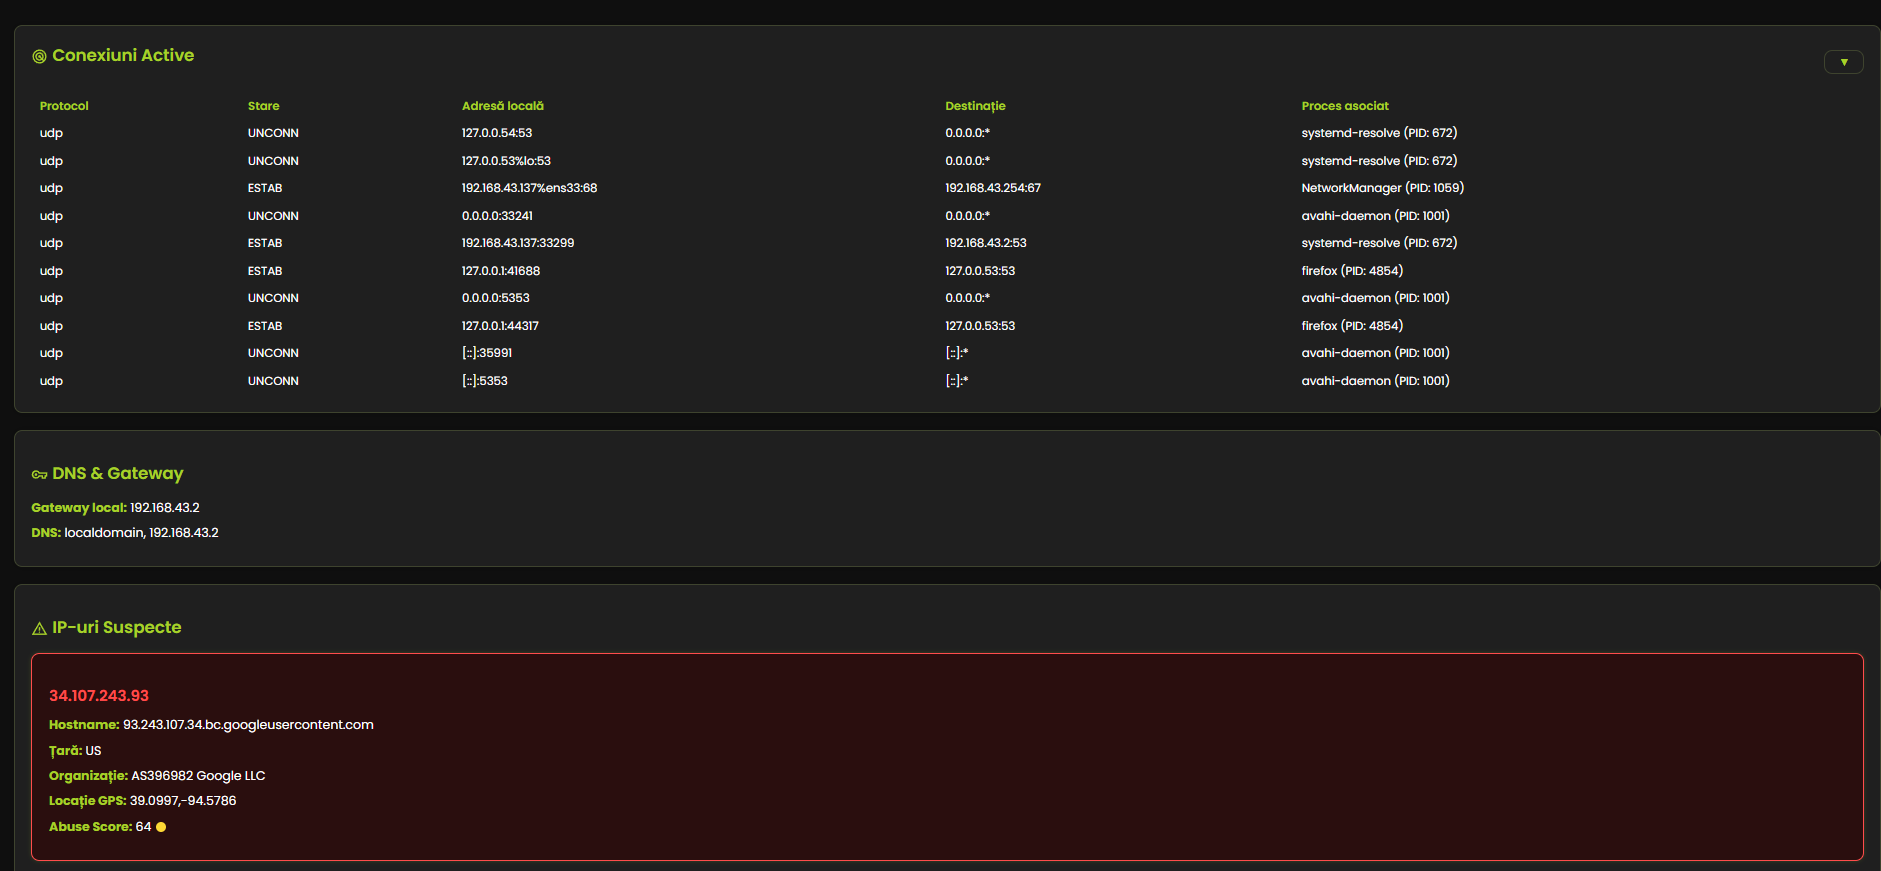 Conexiuni Active
▼
Protocol Stare Adresă locală Destinație Proces asociat
udp UNCONN 127.0.0.54:53 0.0.0.0:* systemd-resolve (PID: 672)
udp UNCONN 127.0.0.53%lo:53 0.0.0.0:* systemd-resolve (PID: 672)
udp ESTAB 192.168.43.137%ens33:68 192.168.43.254:67 NetworkManager (PID: 1059)
udp UNCONN 0.0.0.0:33241 0.0.0.0:* avahi-daemon (PID: 1001)
udp ESTAB 192.168.43.137:33299 192.168.43.2:53 systemd-resolve (PID: 672)
udp ESTAB 127.0.0.1:41688 127.0.0.53:53 firefox (PID: 4854)
udp UNCONN 0.0.0.0:5353 0.0.0.0:* avahi-daemon (PID: 1001)
udp ESTAB 127.0.0.1:44317 127.0.0.53:53 firefox (PID: 4854)
udp UNCONN [::]:35991 [::]:* avahi-daemon (PID: 1001)
udp UNCONN [::]:5353 [::]:* avahi-daemon (PID: 1001)
DNS & Gateway
Gateway local: 192.168.43.2
DNS: localdomain, 192.168.43.2
IP-uri Suspecte
34.107.243.93
Hostname: 93.243.107.34.bc.googleusercontent.com
Țară: US
Organizație: AS396982 Google LLC
Locație GPS: 39.0997,-94.5786
Abuse Score: 64